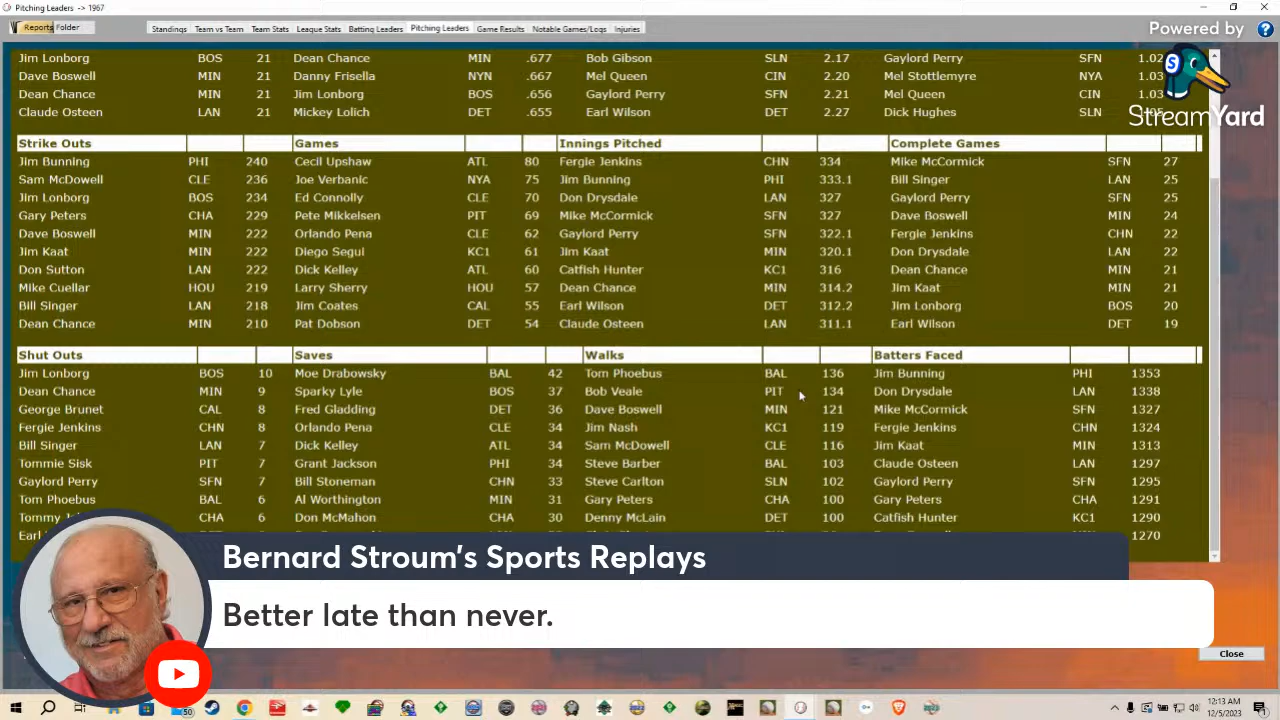 Pitching Leaders -> 1967
Reports Folder Standings Team vs Team Team Stats League Stats Batting Leaders Pitching Leaders Game Results Notable Games/Logs Injuries
Powered by
StreamYard
Jim Lonborg BOS 21 Dean Chance MIN .677 Bob Gibson SLN 2.17 Gaylord Perry SFN 1.02
Dave Boswell MIN 21 Danny Frisella NYN .667 Mel Queen CIN 2.20 Mel Stottlemyre NYA 1.03
Dean Chance MIN 21 Jim Lonborg BOS .656 Gaylord Perry SFN 2.21 Mel Queen CIN 1.03
Claude Osteen LAN 21 Mickey Lolich DET .655 Earl Wilson DET 2.27 Dick Hughes SLN
Strike Outs Games Innings Pitched Complete Games
Jim Bunning PHI 240 Cecil Upshaw ATL 80 Fergie Jenkins CHN 334 Mike McCormick SFN 27
Sam McDowell CLE 236 Joe Verbanic NYA 75 Jim Bunning PHI 333.1 Bill Singer LAN 25
Jim Lonborg BOS 234 Ed Connolly CLE 70 Don Drysdale LAN 327 Gaylord Perry SFN 25
Gary Peters CHA 229 Pete Mikkelsen PIT 69 Mike McCormick SFN 327 Dave Boswell MIN 24
Dave Boswell MIN 222 Orlando Pena CLE 62 Gaylord Perry SFN 322.1 Fergie Jenkins CHN 22
Jim Kaat MIN 222 Diego Segui KC1 61 Jim Kaat MIN 320.1 Don Drysdale LAN 22
Don Sutton LAN 222 Dick Kelley ATL 60 Catfish Hunter KC1 316 Dean Chance MIN 21
Mike Cuellar HOU 219 Larry Sherry HOU 57 Dean Chance MIN 314.2 Jim Kaat MIN 21
Bill Singer LAN 218 Jim Coates CAL 55 Earl Wilson DET 312.2 Jim Lonborg BOS 20
Dean Chance MIN 210 Pat Dobson DET 54 Claude Osteen LAN 311.1 Earl Wilson DET 19
Shut Outs Saves Walks Batters Faced
Jim Lonborg BOS 10 Moe Drabowsky BAL 42 Tom Phoebus BAL 136 Jim Bunning PHI 1353
Dean Chance MIN 9 Sparky Lyle BOS 37 Bob Veale PIT 134 Don Drysdale LAN 1338
George Brunet CAL 8 Fred Gladding DET 36 Dave Boswell MIN 121 Mike McCormick SFN 1327
Fergie Jenkins CHN 8 Orlando Pena CLE 34 Jim Nash KC1 119 Fergie Jenkins CHN 1324
Bill Singer LAN 7 Dick Kelley ATL 34 Sam McDowell CLE 116 Jim Kaat MIN 1313
Tommie Sisk PIT 7 Grant Jackson PHI 34 Steve Barber BAL 103 Claude Osteen LAN 1297
Gaylord Perry SFN 7 Bill Stoneman CHN 33 Steve Carlton SLN 102 Gaylord Perry SFN 1295
Tom Phoebus BAL 6 Al Worthington MIN 31 Gary Peters CHA 100 Gary Peters CHA 1291
Tommy CHA 6 Don McMahon CHA 30 Denny McLain DET 100 Catfish Hunter KC1 1290
Earl 1270
Bernard Stroum's Sports Replays
Better late than never.
Close
50
12:13 AM
12/5/2023